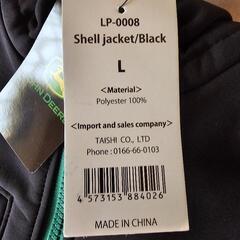 LP-0008
Shell jacket/Black
L
<Material>
Polyester 100%
<Import and sales company>
TAISHI CO., LTD
Phone : 0166-66-0103
4 573153 884026
MADE IN CHINA
N DEERE